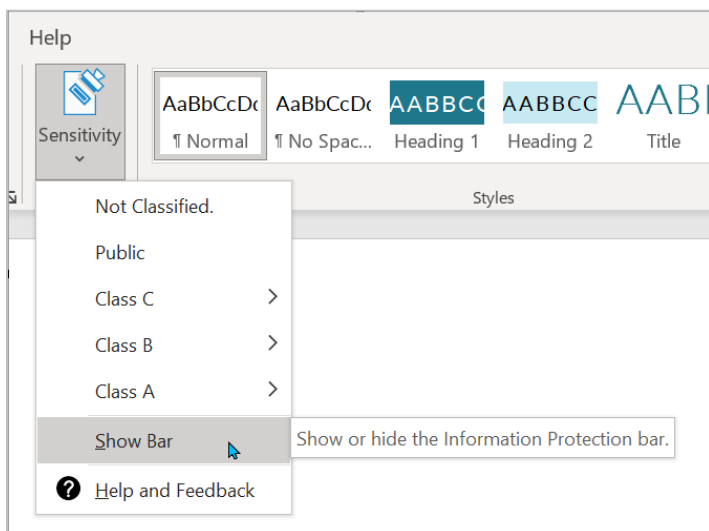 Help
AaBbCcDc AaBbCcDc AABBCC AABBCC AAB
Sensitivity
¶ Normal ¶ No Spac... Heading 1 Heading 2 Title
Styles
Not Classified.
Public
Class C
Class B
Class A
Show Bar Show or hide the Information Protection bar.
? Help and Feedback